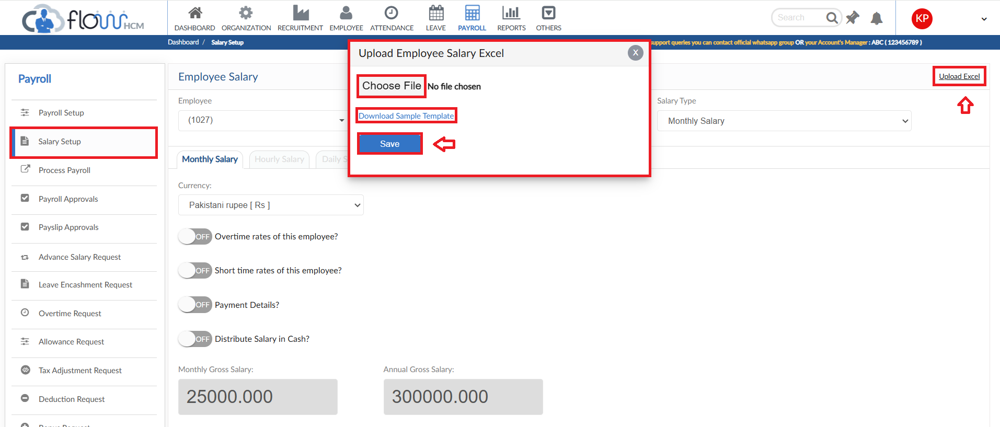 flowHCM
DASHBOARD ORGANIZATION RECRUITMENT EMPLOYEE ATTENDANCE LEAVE PAYROLL REPORTS OTHERS
Search
KP
Dashboard / Salary Setup
support queries you can contact official whatsapp group OR your Account's Manager : ABC ( 123456789 )
Payroll
Payroll Setup
Salary Setup
Process Payroll
Payroll Approvals
Payslip Approvals
Advance Salary Request
Leave Encashment Request
Overtime Request
Allowance Request
Tax Adjustment Request
Deduction Request
Bonus Request
Employee Salary
Upload Excel
Employee
(1027)
Salary Type
Monthly Salary
Upload Employee Salary Excel
X
Choose File No file chosen
Download Sample Template
Save
Monthly Salary Hourly Salary Daily S
Currency:
Pakistani rupee [ Rs ]
OFF Overtime rates of this employee?
OFF Short time rates of this employee?
OFF Payment Details?
OFF Distribute Salary in Cash?
Monthly Gross Salary: Annual Gross Salary:
25000.000 300000.000